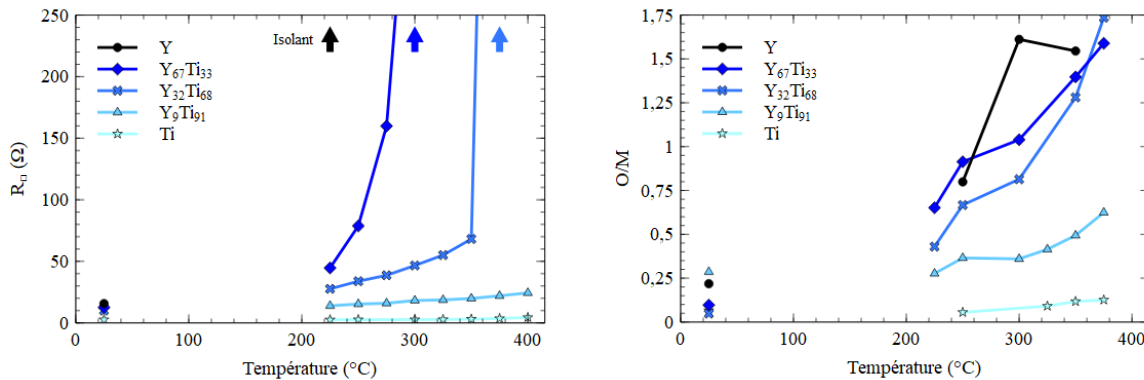 250
200
150
100
50
0
R□ (Ω)
0
100
200
300
400
Température (°C)
Isolant
Y
Y₆₇Ti₃₃
Y₃₂Ti₆₈
Y₉Ti₉₁
Ti
1,75
1,5
1,25
1
0,75
0,5
0,25
0
O/M
0
100
200
300
400
Température (°C)
Y
Y₆₇Ti₃₃
Y₃₂Ti₆₈
Y₉Ti₉₁
Ti